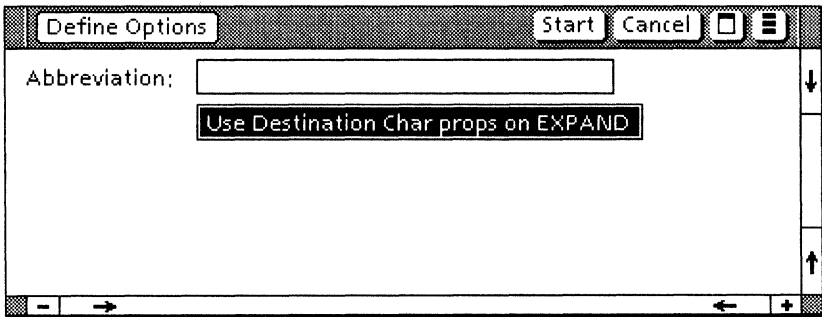 Define Options Start Cancel
Abbreviation:
Use Destination Char props on EXPAND